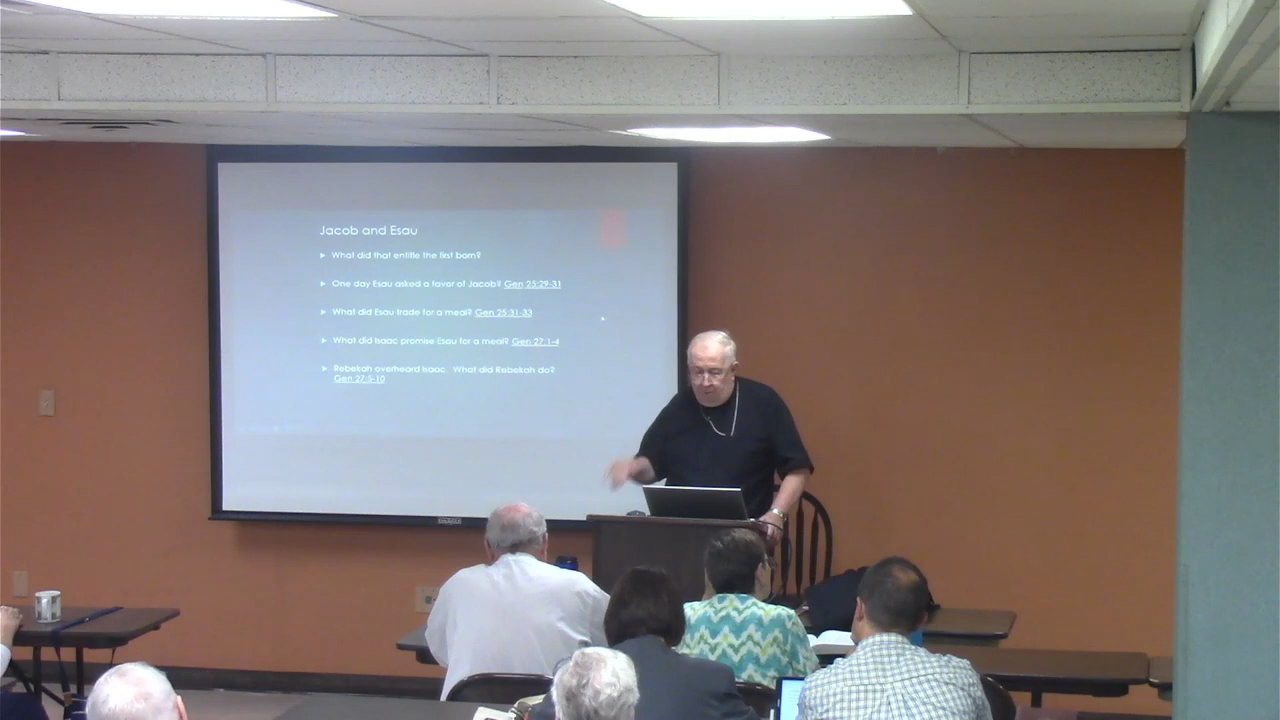 Jacob and Esau
What did that entitle the first born?
One day Esau asked a favor of Jacob? Gen 25:29-31
What did Esau trade for a meal? Gen 25:31-33
What did Isaac promise Esau for a meal? Gen 27:1-4
Rebekah overheard Isaac. What did Rebekah do?
Gen 27:5-10